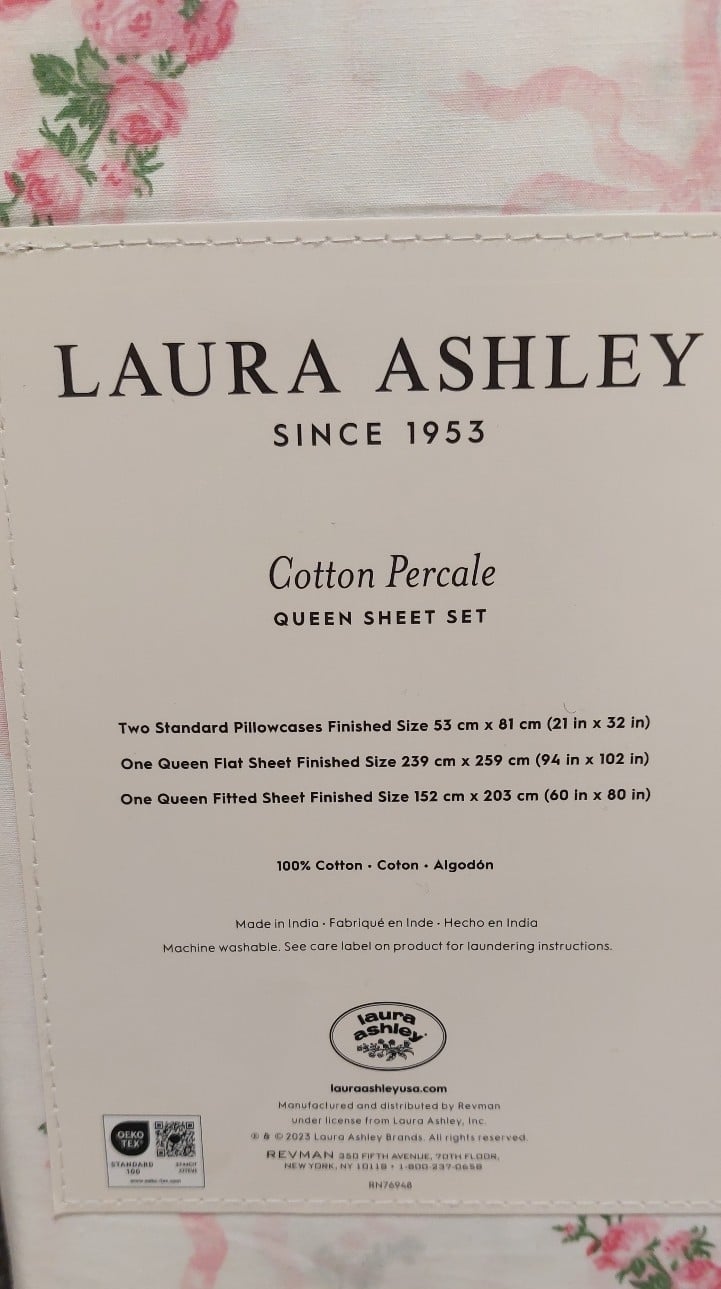 LAURA ASHLEY
SINCE 1953
Cotton Percale
QUEEN SHEET SET
Two Standard Pillowcases Finished Size 53 cm x 81 cm (21 in x 32 in)
One Queen Flat Sheet Finished Size 239 cm x 259 cm (94 in x 102 in)
One Queen Fitted Sheet Finished Size 152 cm x 203 cm (60 in x 80 in)
100% Cotton • Coton • Algodón
Made in India • Fabriqué en Inde • Hecho en India
Machine washable. See care label on product for laundering instructions.
laura
ashley
lauraashleyusa.com
Manufactured and distributed by Revman
under license from Laura Ashley, Inc.
® & © 2023 Laura Ashley Brands. All rights reserved.
REVMAN 350 FIFTH AVENUE, 70TH FLOOR,
NEW YORK, NY 10118 • 1-800-237-0658
RN76948
OEKO
TEX®
STANDARD
100